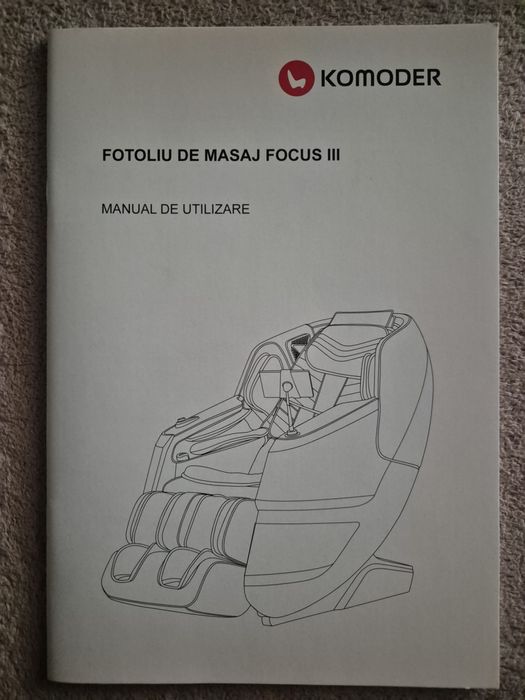 KOMODER
FOTOLIU DE MASAJ FOCUS III
MANUAL DE UTILIZARE